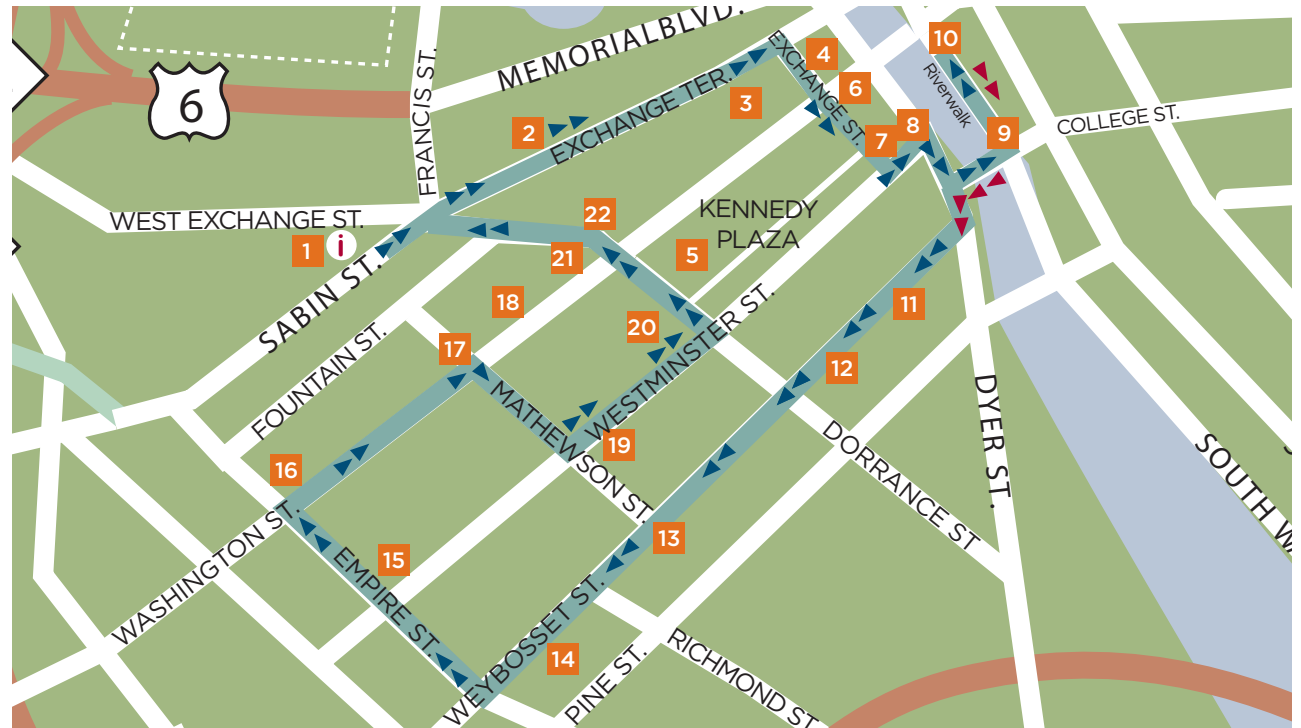 MEMORIALBLVD.
10
4
EXCHANGE ST.
6
FRANCIS ST.
6
3
Riverwalk
2
EXCHANGE TER.
7
8
9
COLLEGE ST.
WEST EXCHANGE ST.
1 i
22
KENNEDY
PLAZA
21
5
SABIN ST.
18
11
20
WESTMINSTER ST.
FOUNTAIN ST.
17
12
MATHEWSON ST.
19
DYER ST.
DORRANCE ST
SOUTH WA
16
13
WASHINGTON ST.
15
EMPIRE ST.
WEYBOSSET ST.
14
PINE ST.
RICHMOND ST.